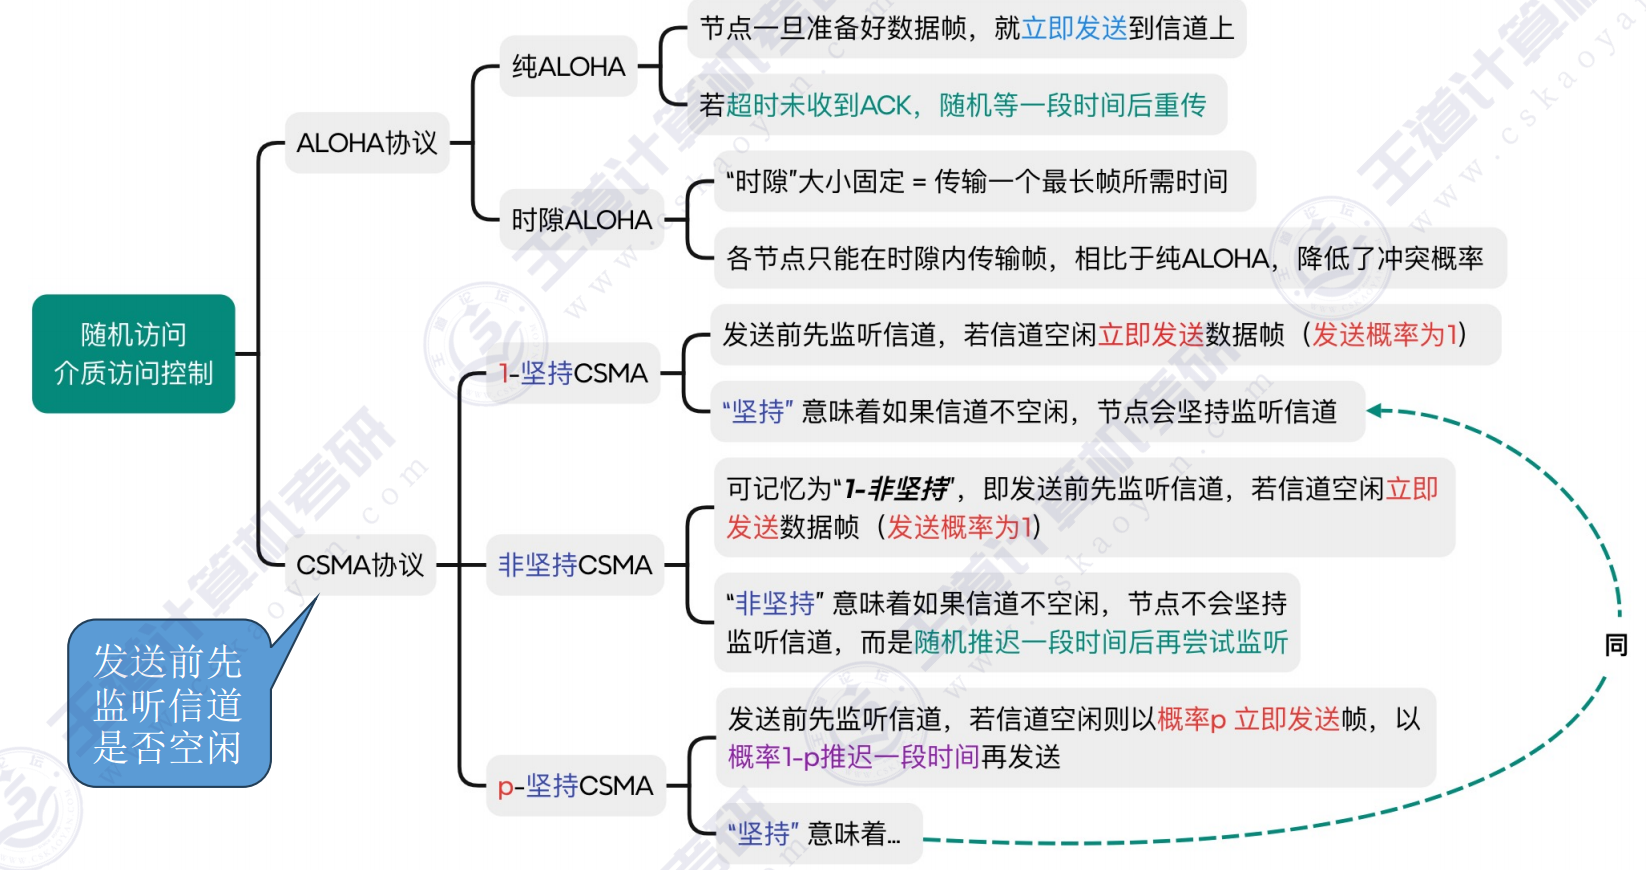 节点一旦准备好数据帧，就立即发送到信道上
纯ALOHA
若超时未收到ACK，随机等一段时间后重传
ALOHA协议
“时隙”大小固定 = 传输一个最长帧所需时间
时隙ALOHA
各节点只能在时隙内传输帧，相比于纯ALOHA，降低了冲突概率
随机访问
介质访问控制
发送前先监听信道，若信道空闲立即发送数据帧（发送概率为1）
1-坚持CSMA
“坚持” 意味着如果信道不空闲，节点会坚持监听信道
可记忆为“1-非坚持”，即发送前先监听信道，若信道空闲立即
发送数据帧（发送概率为1）
CSMA协议
非坚持CSMA
“非坚持” 意味着如果信道不空闲，节点不会坚持
监听信道，而是随机推迟一段时间后再尝试监听
同
发送前先
监听信道
是否空闲
发送前先监听信道，若信道空闲则以概率p 立即发送帧，以
概率1-p推迟一段时间再发送
p-坚持CSMA
“坚持” 意味着...
王道计算机考研
www.cskaoyan.com